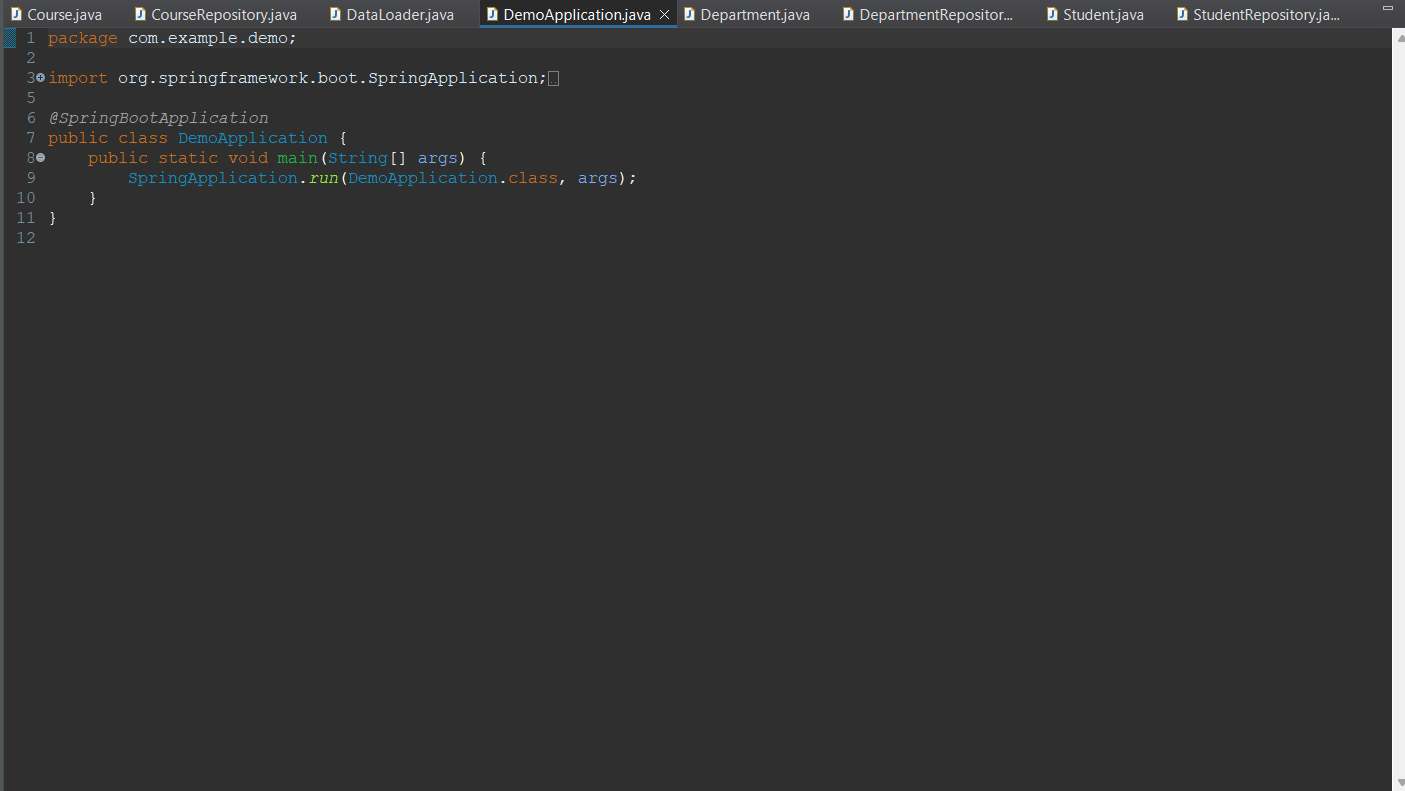 Course.java CourseRepository.java DataLoader.java DemoApplication.java Department.java DepartmentRepositor... Student.java StudentRepository.ja...
1 package com.example.demo;
2
3 import org.springframework.boot.SpringApplication;
5
6 @SpringBootApplication
7 public class DemoApplication {
8 public static void main(String[] args) {
9 SpringApplication.run(DemoApplication.class, args);
10 }
11 }
12